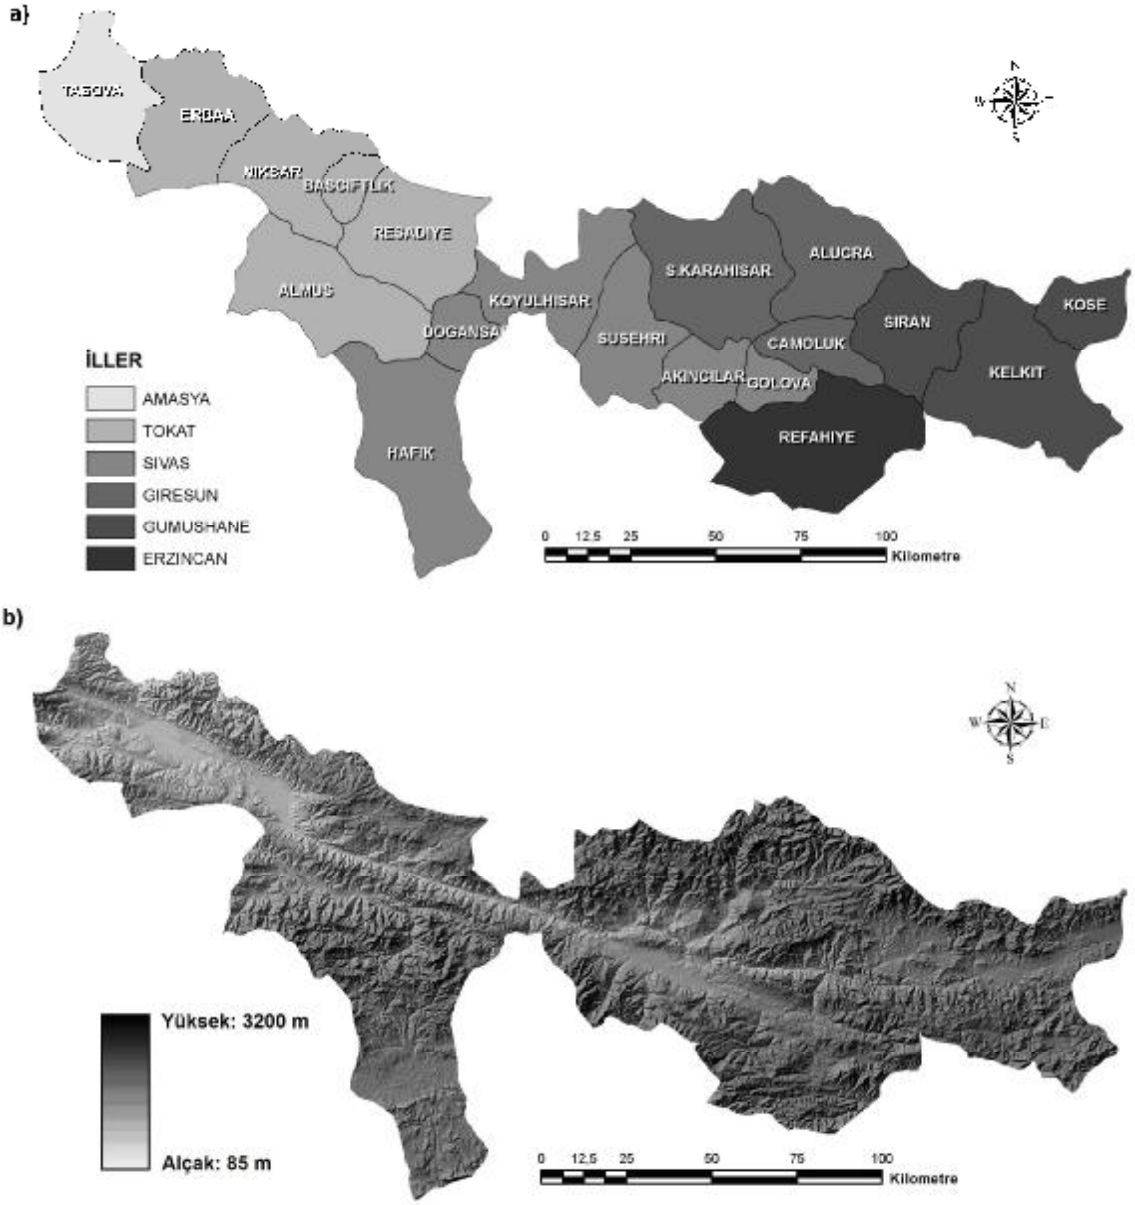 a)
N
W
S
TASOVA
ERBAA
NIKSAR
BASCIFTLIK
RESADIYE
ALMUS
S.KARAHISAR
ALUCRA
KOYULHISAR
KOSE
SIRAN
DOGANSA
SUSEHRI
CAMOLUK
KELKIT
AKINCILAR
GOLOVA
REFAHIYE
HAFIK
İLLER
AMASYA
TOKAT
SIVAS
GIRESUN
GUMUSHANE
ERZINCAN
0 12,5 25 50 75 100
Kilometre
b)
N
W E
S
Yüksek: 3200 m
Alçak: 85 m
0 12,5 25 50 75 100
Kilometre